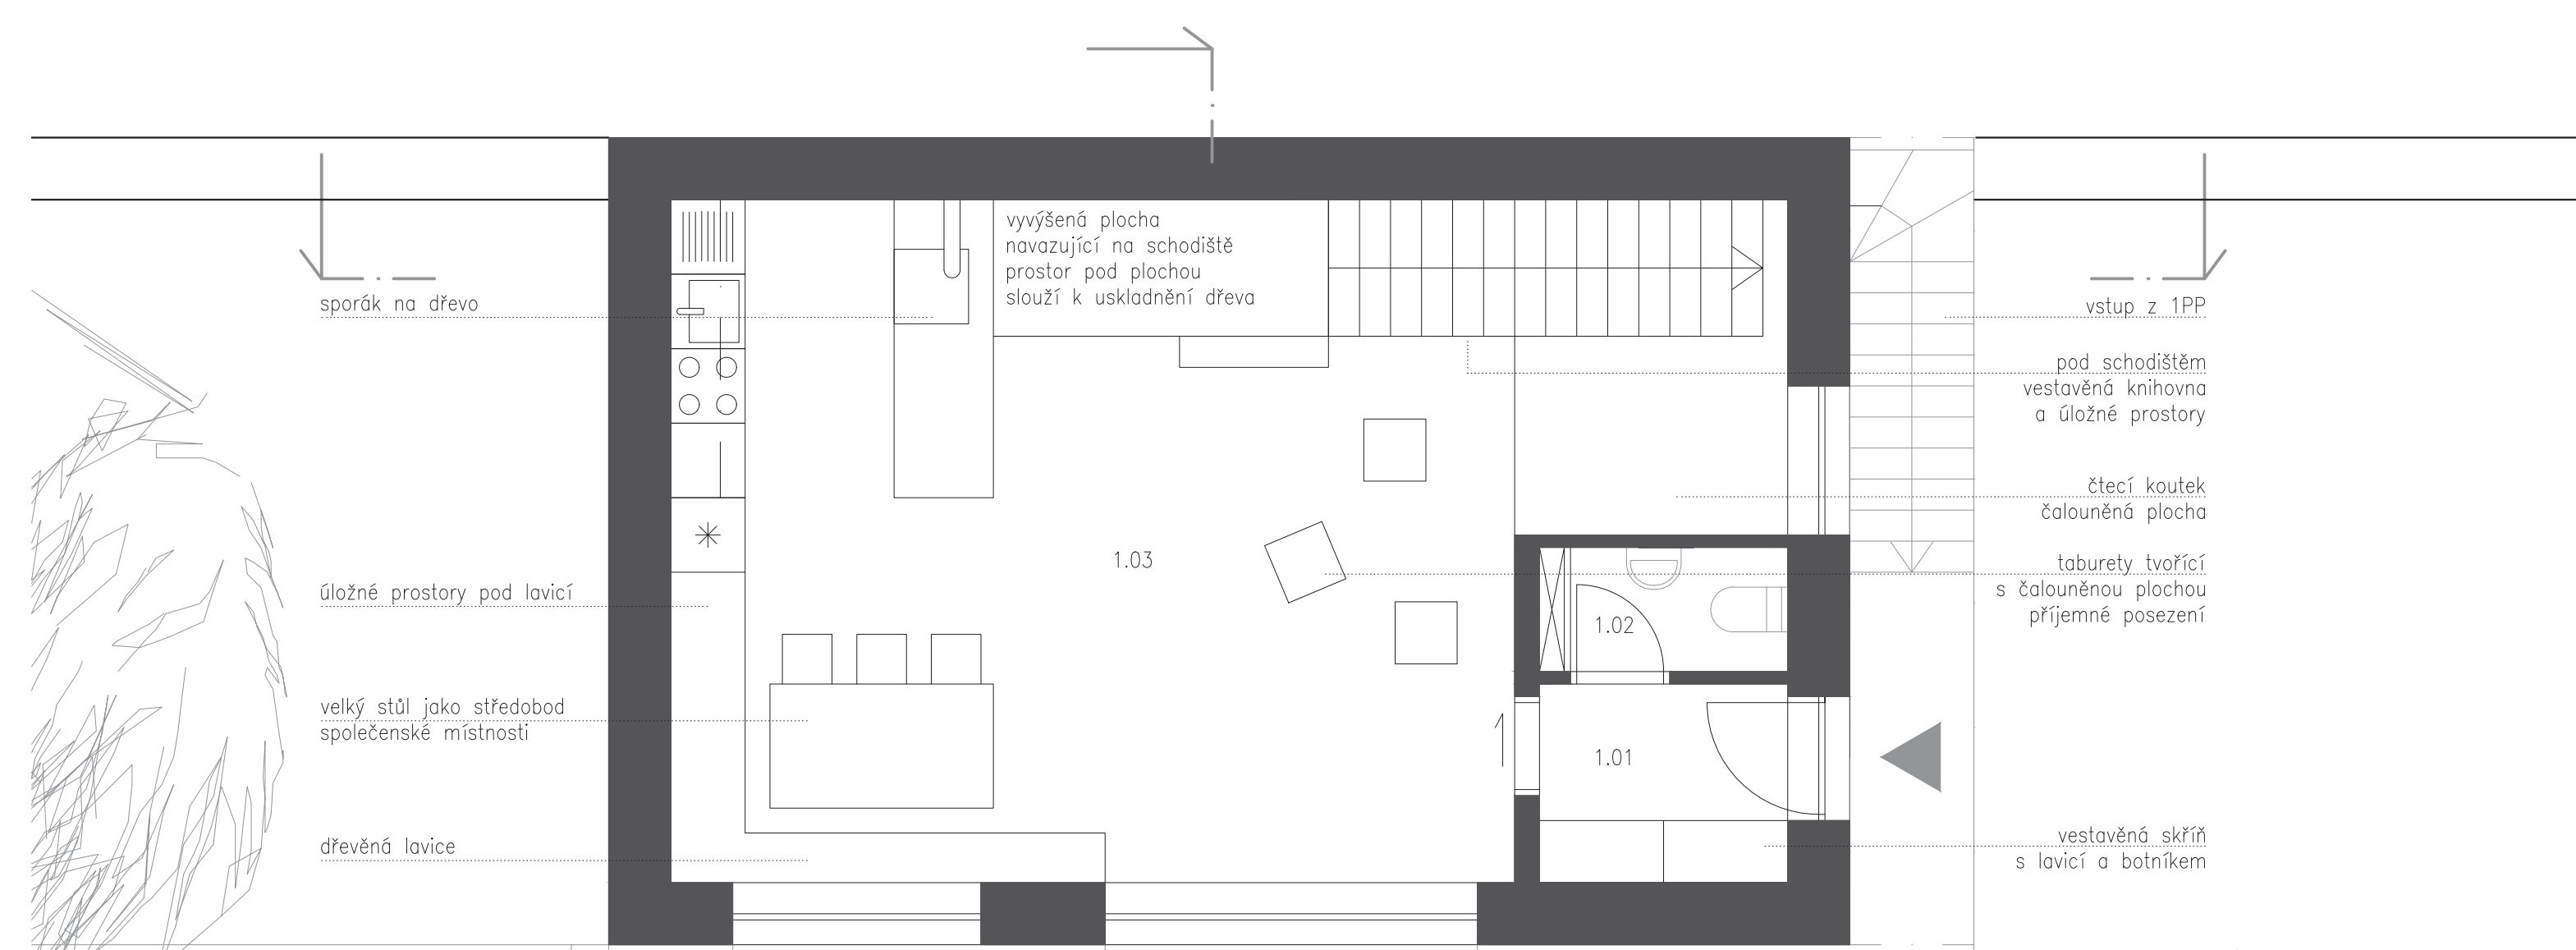 vyvýšená plocha
navazující na schodiště
prostor pod plochou
slouží k uskladnění dřeva
sporák na dřevo
úložné prostory pod lavicí
velký stůl jako středobod
společenské místnosti
dřevěná lavice
1.03
1.02
1.01
vstup z 1PP
pod schodištěm
vestavěná knihovna
a úložné prostory
čtecí koutek
čalouněná plocha
taburety tvořící
s čalouněnou plochou
příjemné posezení
vestavěná skříň
s lavicí a botníkem